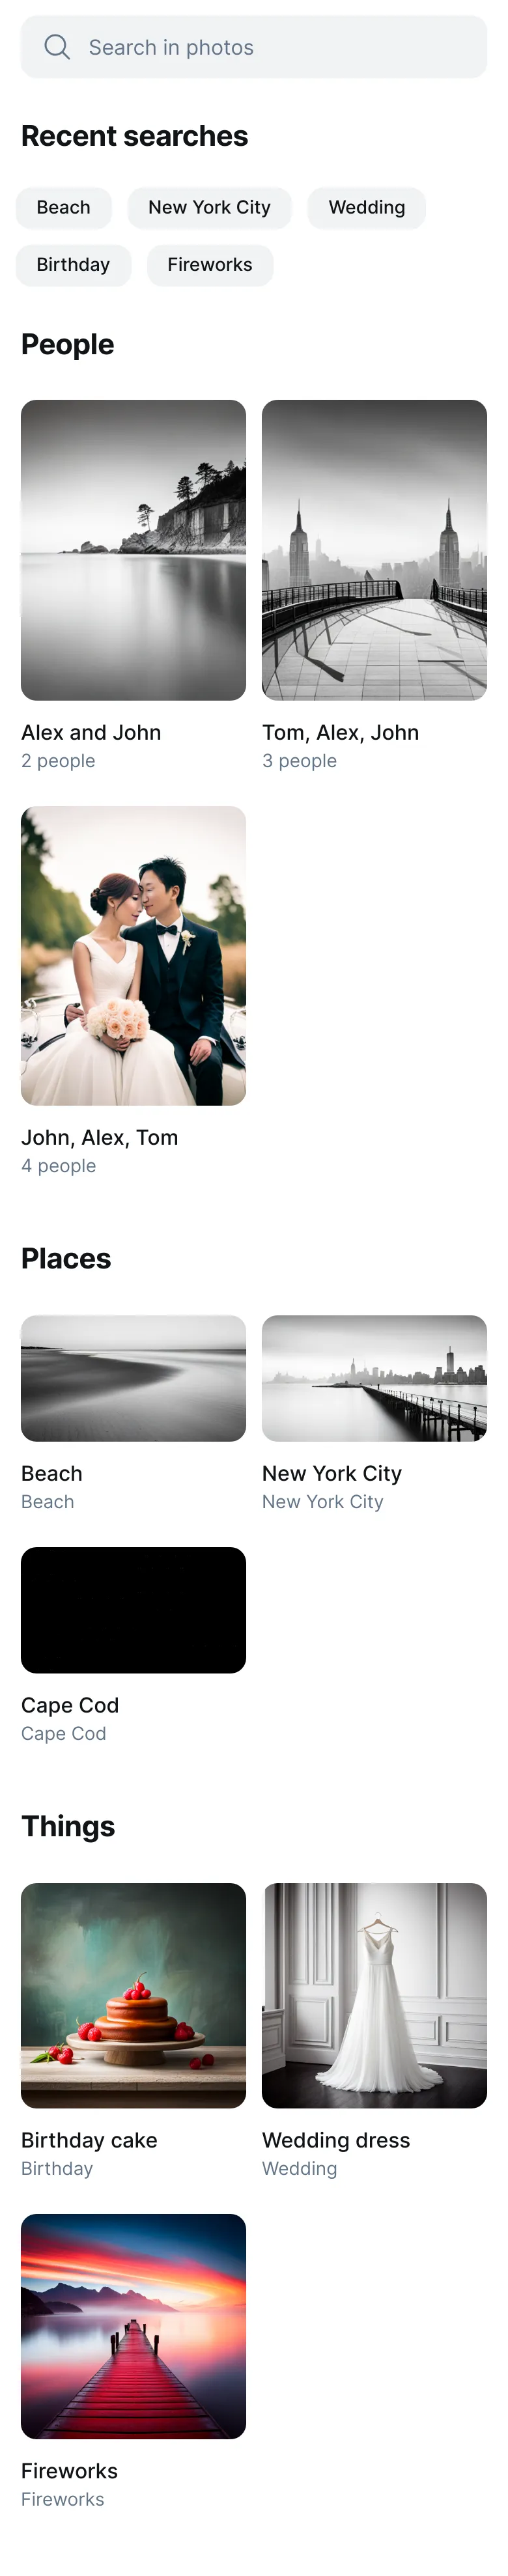 Search in photos
Recent searches
Beach
New York City
Wedding
Birthday
Fireworks
People
Alex and John
2 people
Tom, Alex, John
3 people
John, Alex, Tom
4 people
Places
Beach
Beach
New York City
New York City
Cape Cod
Cape Cod
Things
Birthday cake
Birthday
Wedding dress
Wedding
Fireworks
Fireworks